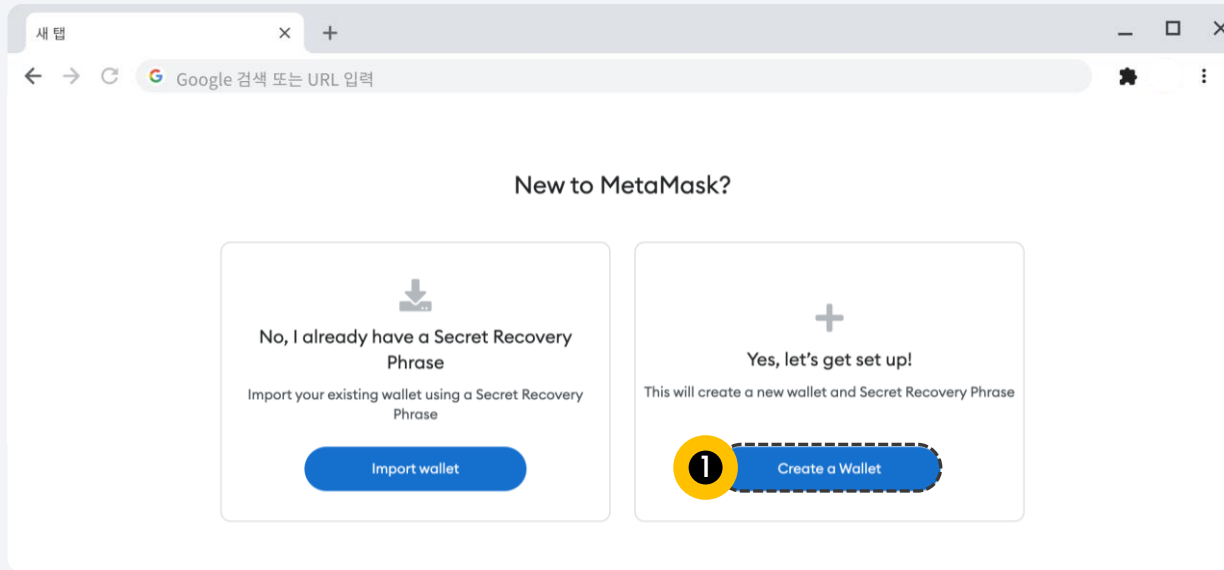 새 탭
Google 검색 또는 URL 입력
New to MetaMask?
No, I already have a Secret Recovery
Phrase
Import your existing wallet using a Secret Recovery
Phrase
Import wallet
Yes, let's get set up!
This will create a new wallet and Secret Recovery Phrase
1
Create a Wallet